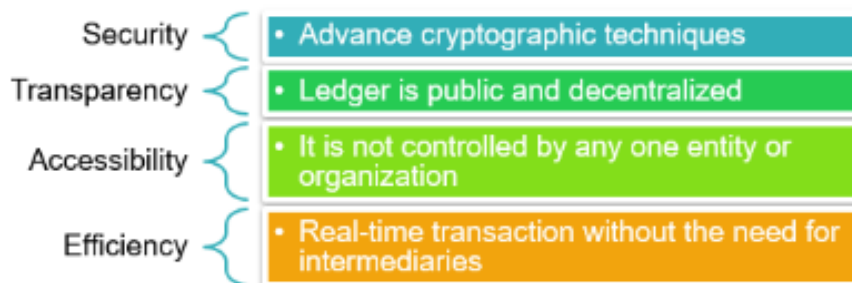 Security
• Advance cryptographic techniques
Transparency
• Ledger is public and decentralized
Accessibility
• It is not controlled by any one entity or
organization
Efficiency
• Real-time transaction without the need for
intermediaries